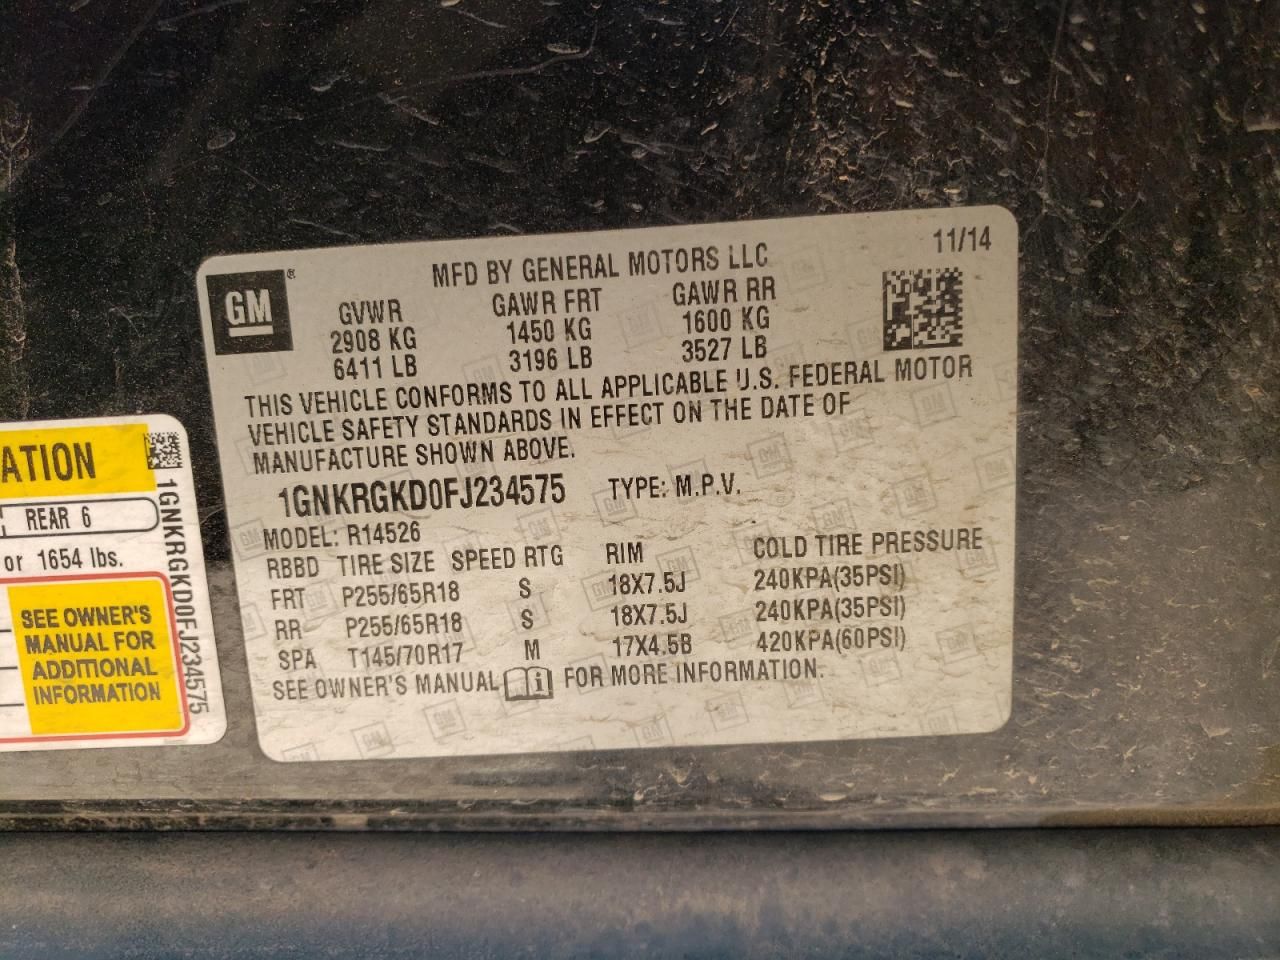 11/14
GM ®
MFD BY GENERAL MOTORS LLC
GVWR GAWR FRT GAWR RR
2908 KG 1450 KG 1600 KG
6411 LB 3196 LB 3527 LB
THIS VEHICLE CONFORMS TO ALL APPLICABLE U.S. FEDERAL MOTOR
VEHICLE SAFETY STANDARDS IN EFFECT ON THE DATE OF
MANUFACTURE SHOWN ABOVE.
1GNKRGKD0FJ234575 TYPE: M.P.V.
MODEL: R14526
RBBD TIRE SIZE SPEED RTG RIM COLD TIRE PRESSURE
FRT P255/65R18 S 18X7.5J 240KPA(35PSI)
RR P255/65R18 S 18X7.5J 240KPA(35PSI)
SPA T145/70R17 M 17X4.5B 420KPA(60PSI)
SEE OWNER'S MANUAL i FOR MORE INFORMATION.
ATION
REAR 6
or 1654 lbs.
SEE OWNER'S
MANUAL FOR
ADDITIONAL
INFORMATION
1GNKRGKD0FJ234575